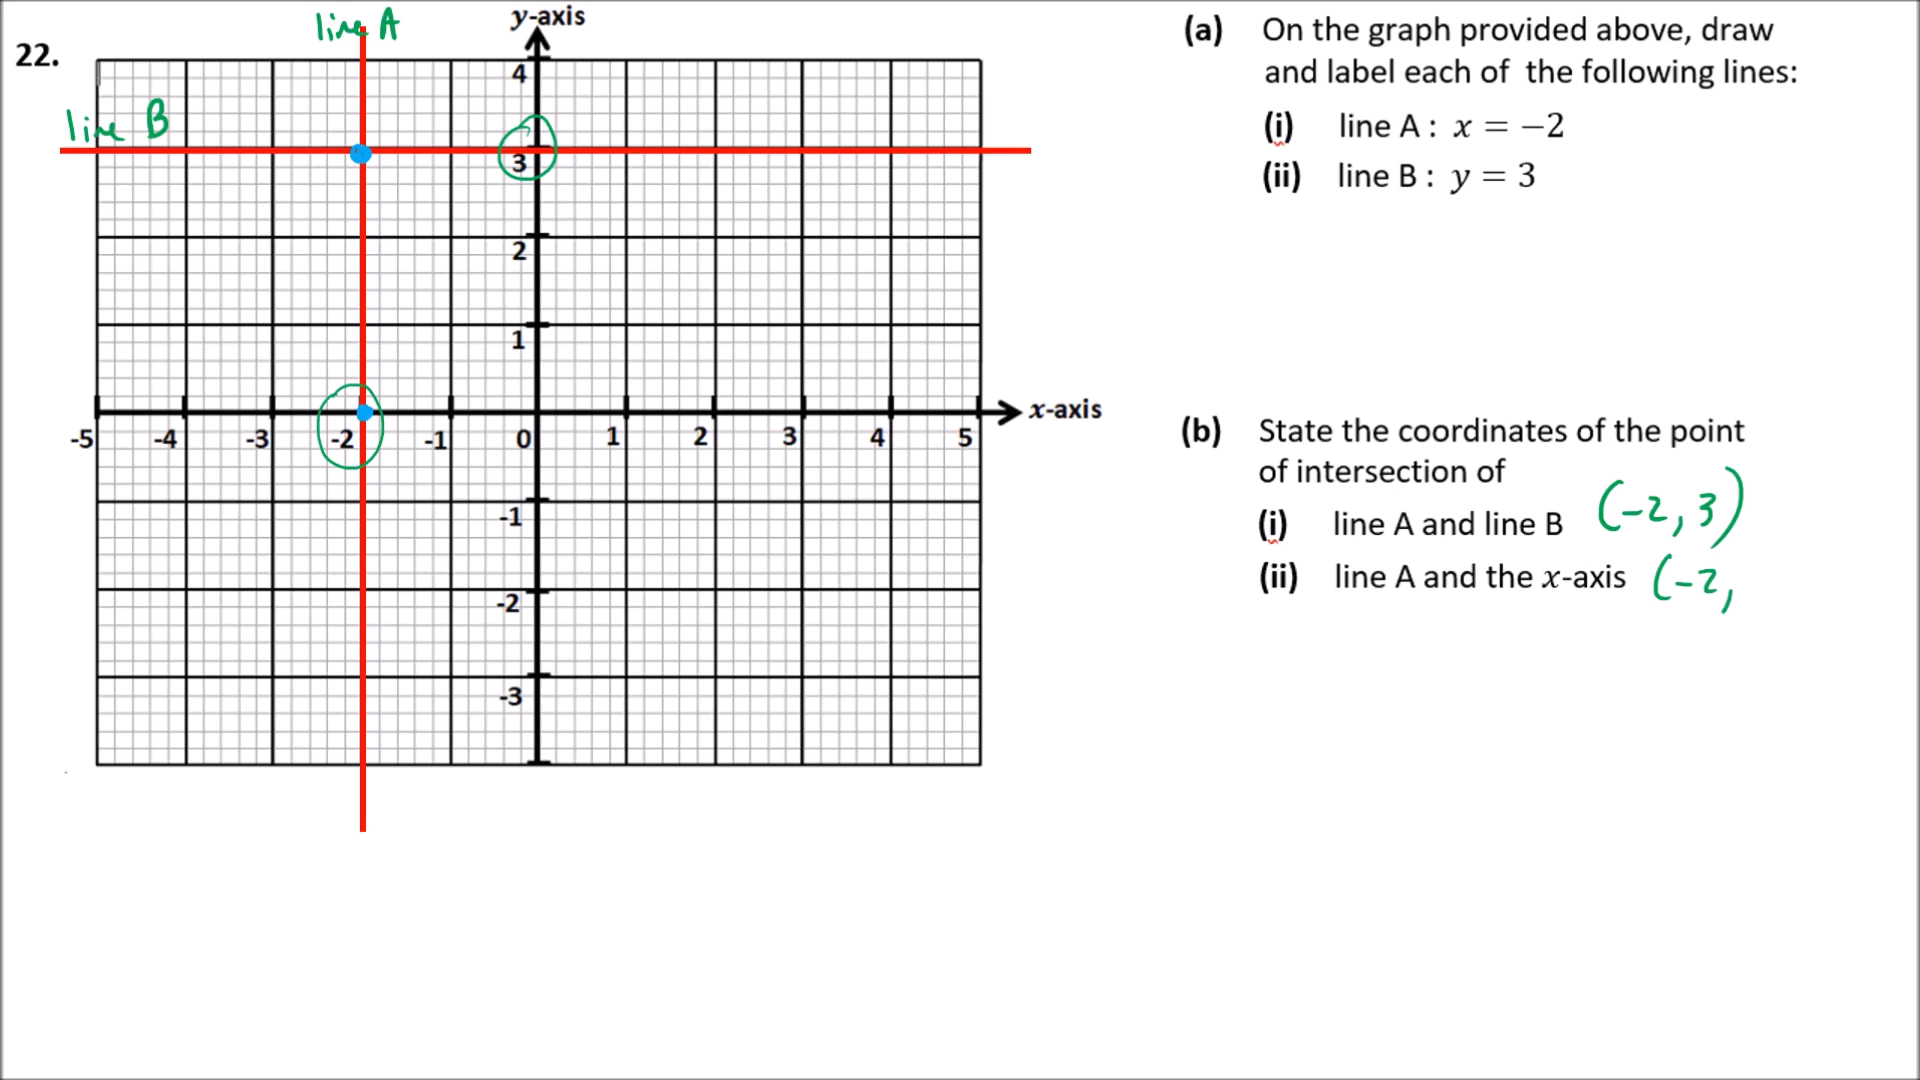 line A
y-axis
22.
4
line B
3
2
1
x-axis
-5 -4 -3 -2 -1 0 1 2 3 4 5
-1
-2
-3
(a) On the graph provided above, draw
and label each of the following lines:
(i) line A : x = −2
(ii) line B : y = 3
(b) State the coordinates of the point
of intersection of
(i) line A and line B (-2, 3)
(ii) line A and the x-axis (-2,